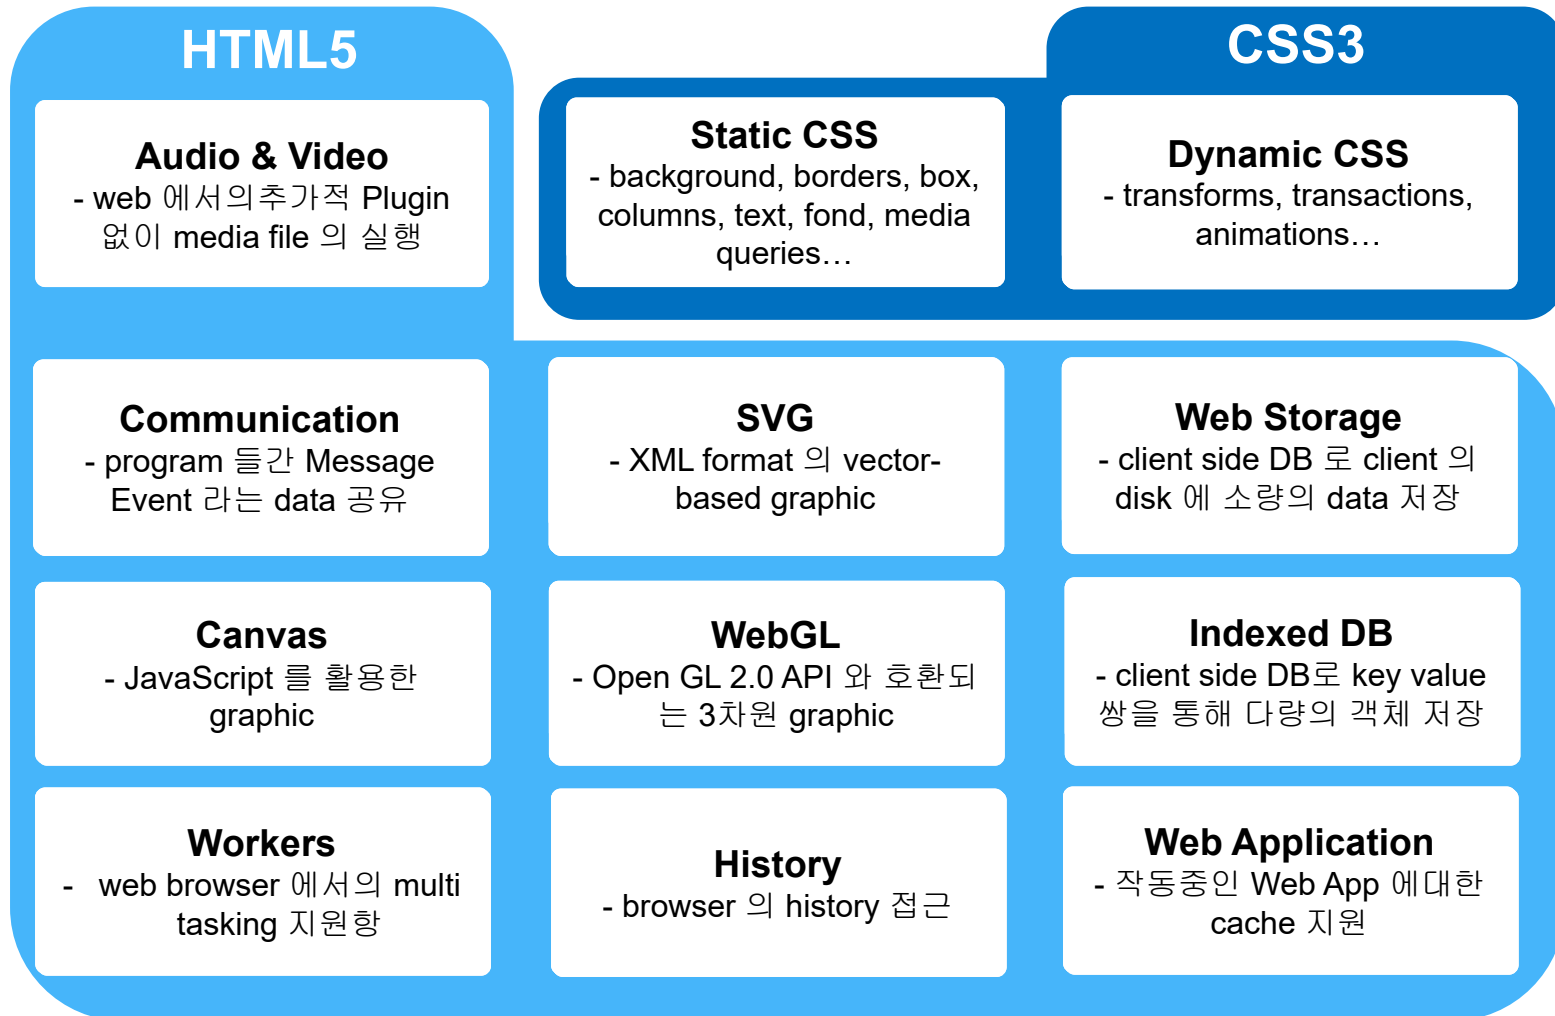 HTML5
CSS3
Audio & Video
- web 에서의추가적 Plugin
없이 media file 의 실행
Static CSS
- background, borders, box,
columns, text, fond, media
queries…
Dynamic CSS
- transforms, transactions,
animations…
Communication
- program 들간 Message
Event 라는 data 공유
SVG
- XML format 의 vector-
based graphic
Web Storage
- client side DB 로 client 의
disk 에 소량의 data 저장
Canvas
- JavaScript 를 활용한
graphic
WebGL
- Open GL 2.0 API 와 호환되
는 3차원 graphic
Indexed DB
- client side DB로 key value
쌍을 통해 다량의 객체 저장
Workers
- web browser 에서의 multi
tasking 지원항
History
- browser 의 history 접근
Web Application
- 작동중인 Web App 에대한
cache 지원